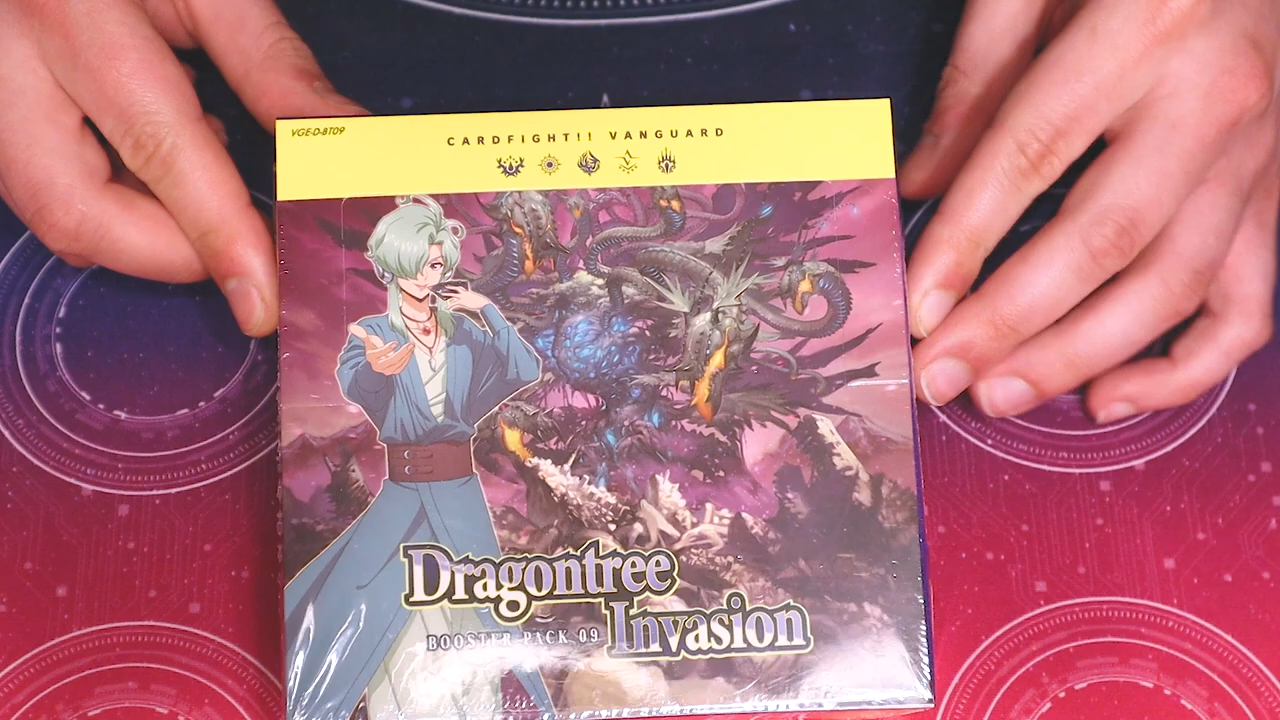 VGE-D-BT09
CARDFIGHT!! VANGUARD
Dragontree
Invasion
BOOSTER PACK 09